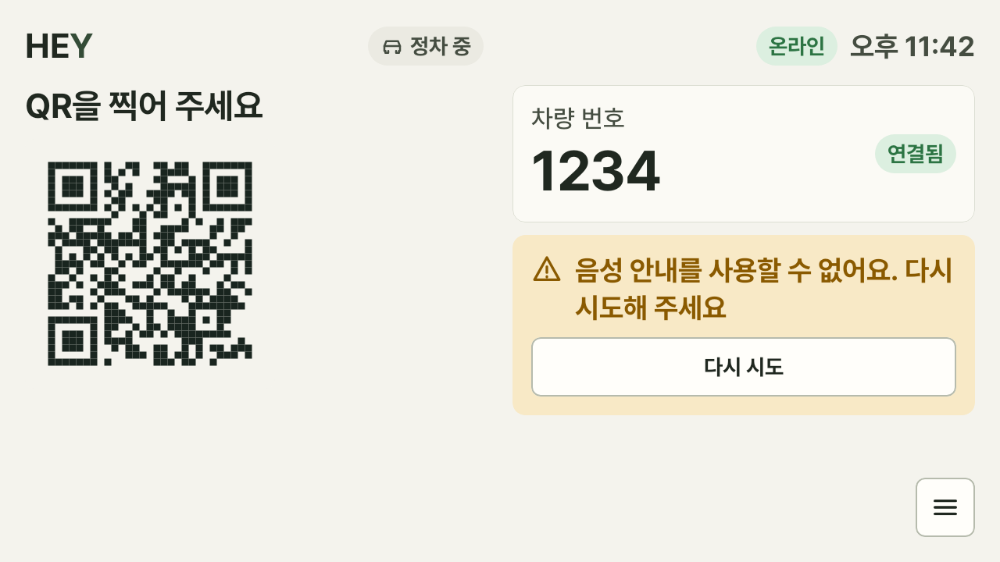 HEY
정차 중
온라인
오후 11:42
QR을 찍어 주세요
차량 번호
1234
연결됨
음성 안내를 사용할 수 없어요. 다시
시도해 주세요
다시 시도